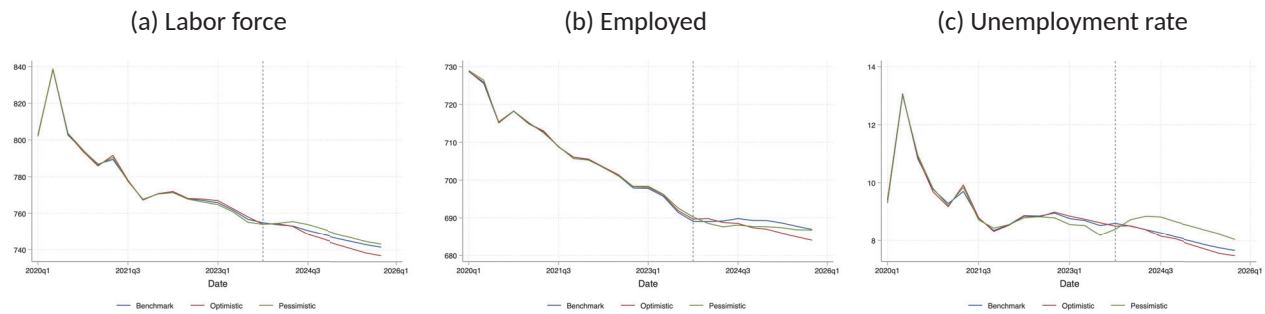 (a) Labor force
840
820
800
780
760
740
2020q1 2021q3 2023q1 2024q3 2026q1
Date
Benchmark Optimistic Pessimistic
(b) Employed
730
720
710
700
690
680
2020q1 2021q3 2023q1 2024q3 2026q1
Date
Benchmark Optimistic Pessimistic
(c) Unemployment rate
14
12
10
8
2020q1 2021q3 2023q1 2024q3 2026q1
Date
Benchmark Optimistic Pessimistic